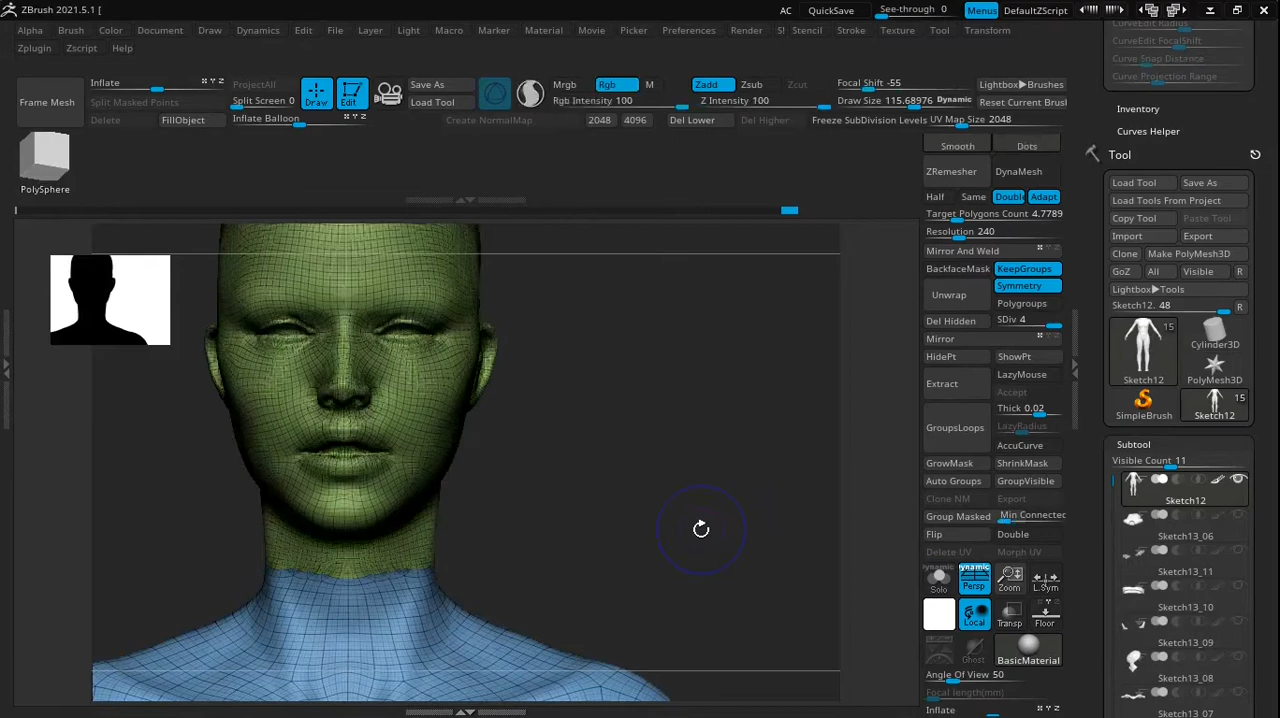 ZBrush 2021.5.1 [
AC QuickSave See-through 0 Menus DefaultZScript
Alpha Brush Color Document Draw Dynamics Edit File Layer Light Macro Marker Material Movie Picker Preferences Render Sl Stencil Stroke Texture Tool Transform
Zplugin Zscript Help
Frame Mesh
Inflate
Split Masked Points
Delete FillObject
ProjectAll
Split Screen 0
Inflate Balloon
Draw
Edit
Save As
Load Tool
Create NormalMap
Mrgb Rgb M
Rgb Intensity 100
2048 4096
Zadd Zsub Zcut
Z Intensity 100
Del Lower Del Higher
Focal Shift -55
Draw Size 115.68976 Dynamic
Freeze SubDivision Levels
Lightbox▶Brushes
Reset Current Brush
UV Map Size 2048
PolySphere
Smooth Dots
ZRemesher DynaMesh
Half Same Double Adapt
Target Polygons Count 4.7789
Resolution 240
Mirror And Weld
BackfaceMask KeepGroups
Unwrap Symmetry
Polygroups
Del Hidden SDiv 4
Mirror
HidePt ShowPt
Extract LazyMouse
Accept
Thick 0.02
GroupsLoops LazyRadius
AccuCurve
GrowMask ShrinkMask
Auto Groups GroupVisible
Clone NM Export
Group Masked Min Connected
Flip Double
Delete UV Morph UV
Dynamic Dynamic
Solo Persp Zoom L.Sym
Local Transp Floor
Ghost BasicMaterial
Angle Of View 50
Focal length(mm)
Inflate
CurveEdit Radius
CurveEdit FocalShift
Curve Snap Distance
Curve Projection Range
Inventory
Curves Helper
Tool
Load Tool Save As
Load Tools From Project
Copy Tool Paste Tool
Import Export
Clone Make PolyMesh3D
GoZ All Visible R
Lightbox▶Tools
Sketch12. 48 R
15
Sketch12 Cylinder3D
PolyMesh3D
SimpleBrush 15
Sketch12
Subtool
Visible Count 11
Sketch12
Sketch13_06
Sketch13_11
Sketch13_10
Sketch13_09
Sketch13_08
Sketch13_07